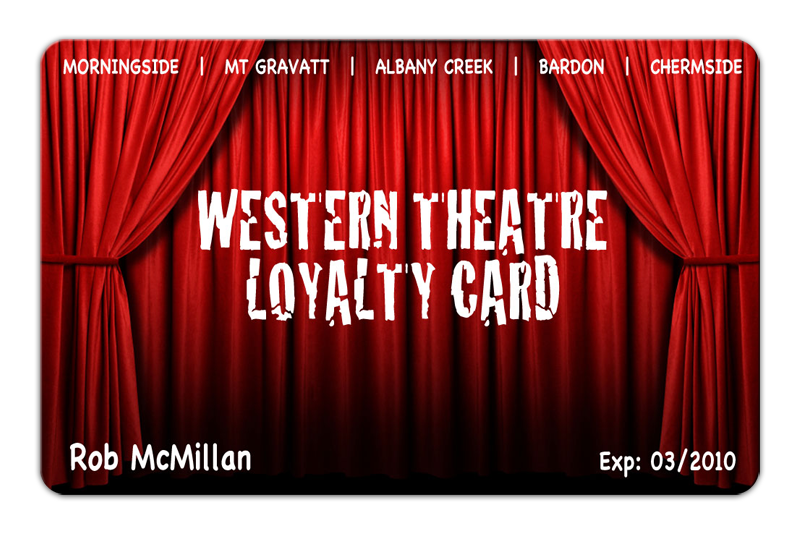 MORNINGSIDE | MT GRAVATT | ALBANY CREEK | BARDON | CHERMSIDE
WESTERN THEATRE
LOYALTY CARD
Rob McMillan Exp: 03/2010